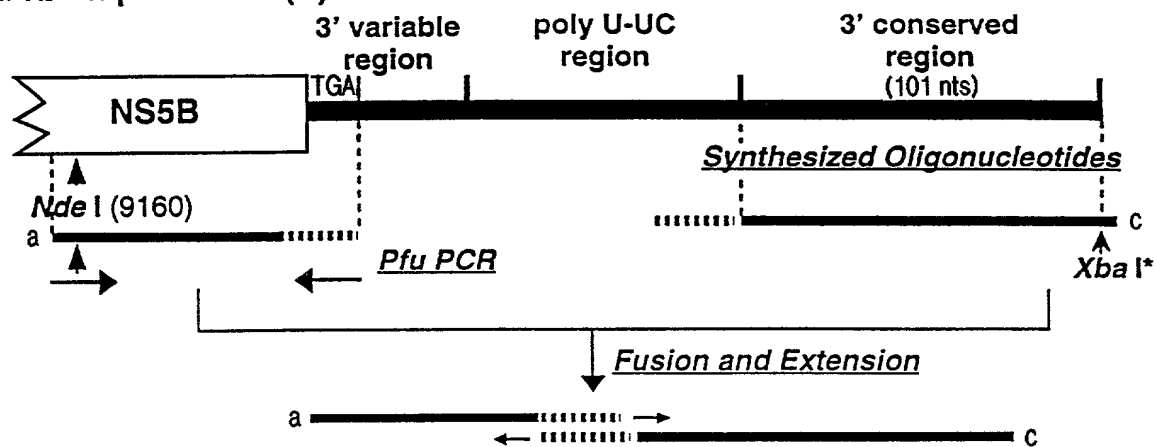 3' variable region
poly U-UC region
3' conserved region
(101 nts)
TGA
NS5B
Synthesized Oligonucleotides
Nde I (9160)
a
c
Pfu PCR
Xba I*
Fusion and Extension
a
c